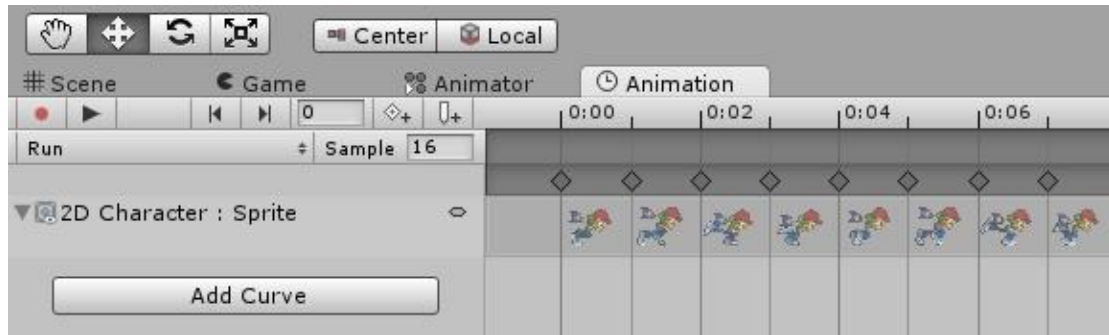 Center Local
Scene Game Animator Animation
0 0:00 0:02 0:04 0:06
Run Sample 16
2D Character : Sprite
Add Curve